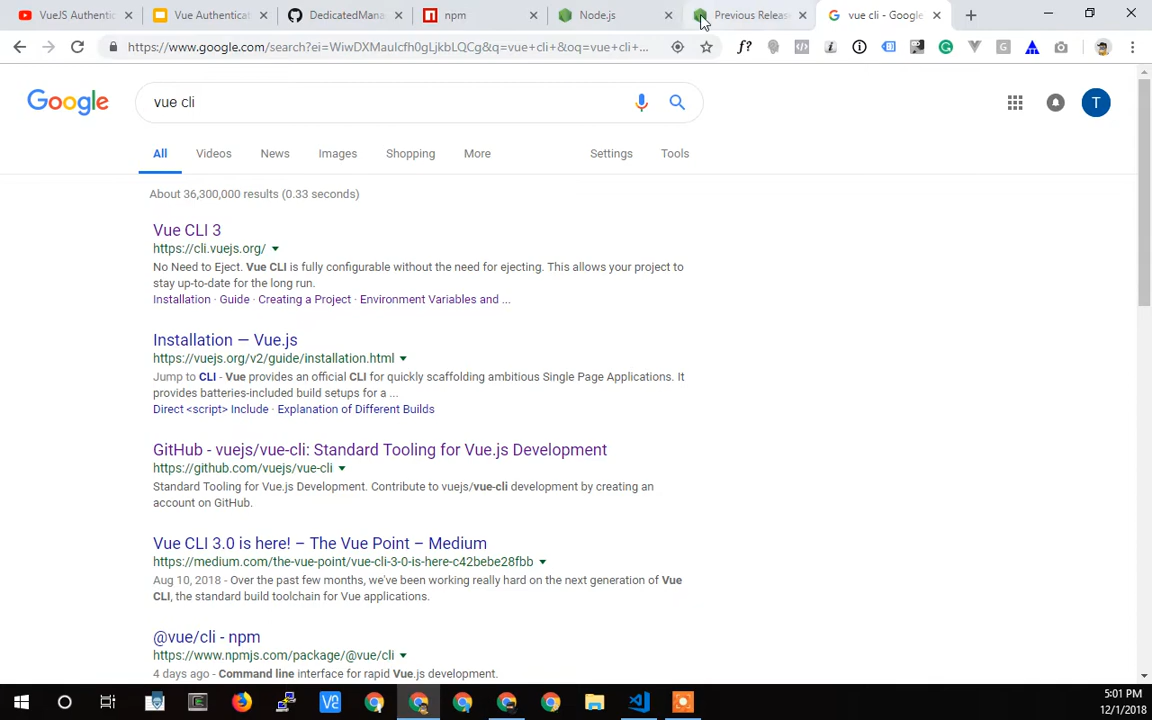 VueJS Authentic
Vue Authenticat
DedicatedMana
npm
Node.js
Previous Releas
vue cli - Google
https://www.google.com/search?ei=WiwDXMaulcfh0gLjkbLQCg&q=vue+cli+&oq=vue+cli+...
f?
Google
vue cli
T
All
Videos
News
Images
Shopping
More
Settings
Tools
About 36,300,000 results (0.33 seconds)
Vue CLI 3
https://cli.vuejs.org/
No Need to Eject. Vue CLI is fully configurable without the need for ejecting. This allows your project to
stay up-to-date for the long run.
Installation · Guide · Creating a Project · Environment Variables and ...
Installation — Vue.js
https://vuejs.org/v2/guide/installation.html
Jump to CLI - Vue provides an official CLI for quickly scaffolding ambitious Single Page Applications. It
provides batteries-included build setups for a ...
Direct <script> Include · Explanation of Different Builds
GitHub - vuejs/vue-cli: Standard Tooling for Vue.js Development
https://github.com/vuejs/vue-cli
Standard Tooling for Vue.js Development. Contribute to vuejs/vue-cli development by creating an
account on GitHub.
Vue CLI 3.0 is here! – The Vue Point – Medium
https://medium.com/the-vue-point/vue-cli-3-0-is-here-c42bebe28fbb
Aug 10, 2018 - Over the past few months, we've been working really hard on the next generation of Vue
CLI, the standard build toolchain for Vue applications.
@vue/cli - npm
https://www.npmjs.com/package/@vue/cli
4 days ago - Command line interface for rapid Vue.js development.
5:01 PM
12/1/2018